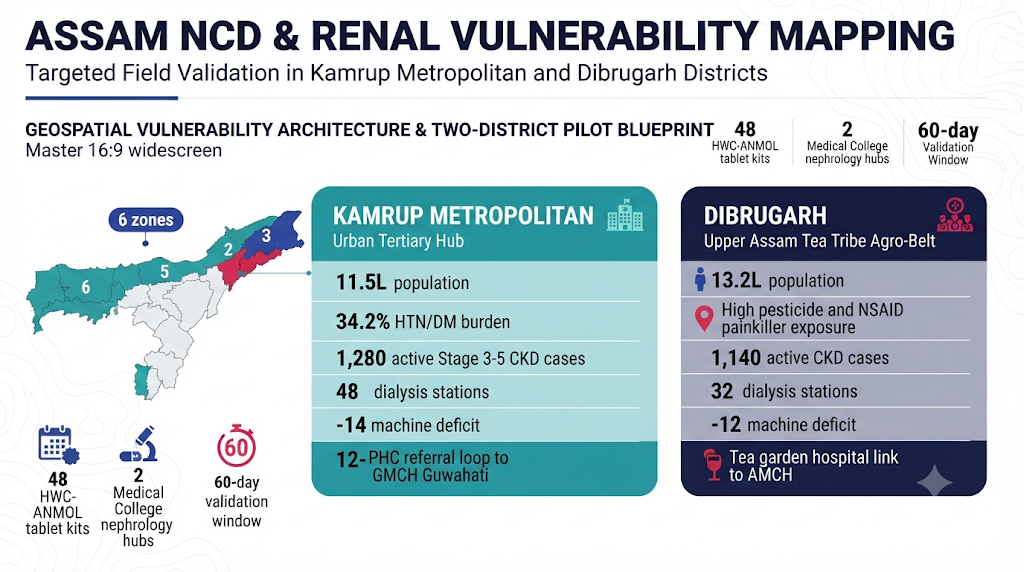 ASSAM NCD & RENAL VULNERABILITY MAPPING
Targeted Field Validation in Kamrup Metropolitan and Dibrugarh Districts
GEOSPATIAL VULNERABILITY ARCHITECTURE & TWO-DISTRICT PILOT BLUEPRINT
Master 16:9 widescreen
48
HWC-ANMOL
tablet kits
2
Medical College
nephrology hubs
60-day
Validation
Window
6 zones
2
3
5
6
48
HWC-
ANMOL
tablet kits
2
Medical
College
nephrology
hubs
60
60-day
validation
window
KAMRUP METROPOLITAN
Urban Tertiary Hub
11.5L population
34.2% HTN/DM burden
1,280 active Stage 3-5 CKD cases
48 dialysis stations
-14 machine deficit
12-PHC referral loop to
GMCH Guwahati
DIBRUGARH
Upper Assam Tea Tribe Agro-Belt
13.2L population
High pesticide and NSAID
painkiller exposure
1,140 active CKD cases
32 dialysis stations
-12 machine deficit
Tea garden hospital link
to AMCH